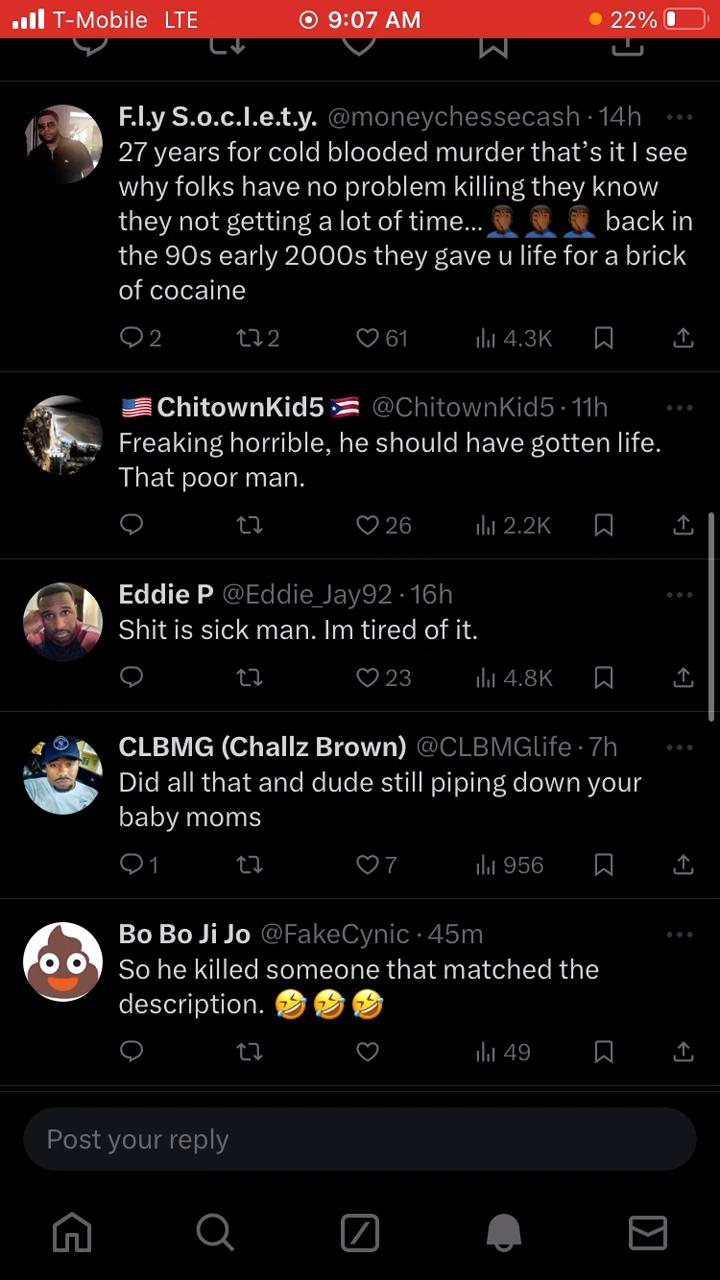 T-Mobile LTE 9:07 AM 22%
F.l.y S.o.c.I.e.t.y. @moneychessecash · 14h
27 years for cold blooded murder that's it I see
why folks have no problem killing they know
they not getting a lot of time...🤦🏾‍♂️🤦🏾‍♂️🤦🏾‍♂️ back in
the 90s early 2000s they gave u life for a brick
of cocaine
2 2 61 4.3K
🇺🇸ChitownKid5🇵🇷 @ChitownKid5 · 11h
Freaking horrible, he should have gotten life.
That poor man.
26 2.2K
Eddie P @Eddie_Jay92 · 16h
Shit is sick man. Im tired of it.
23 4.8K
CLBMG (Challz Brown) @CLBMGlife · 7h
Did all that and dude still piping down your
baby moms
1 7 956
Bo Bo Ji Jo @FakeCynic · 45m
So he killed someone that matched the
description. 🤣🤣🤣
49
Post your reply